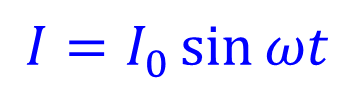 I = I₀ sin ωt